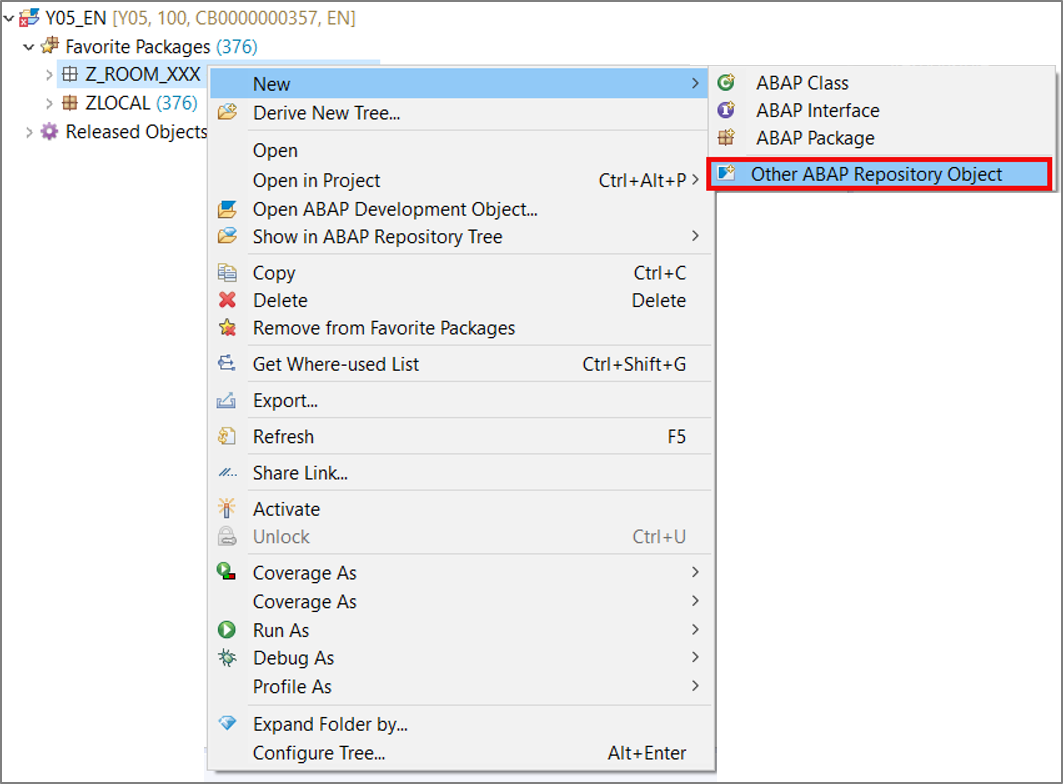 Y05_EN [Y05, 100, CB0000000357, EN]
Favorite Packages (376)
Z_ROOM_XXX
ZLOCAL (376)
Released Objects
New
Derive New Tree...
Open
Open in Project Ctrl+Alt+P
Open ABAP Development Object...
Show in ABAP Repository Tree
Copy Ctrl+C
Delete Delete
Remove from Favorite Packages
Get Where-used List Ctrl+Shift+G
Export...
Refresh F5
Share Link...
Activate
Unlock Ctrl+U
Coverage As
Coverage As
Run As
Debug As
Profile As
Expand Folder by...
Configure Tree... Alt+Enter
ABAP Class
ABAP Interface
ABAP Package
Other ABAP Repository Object